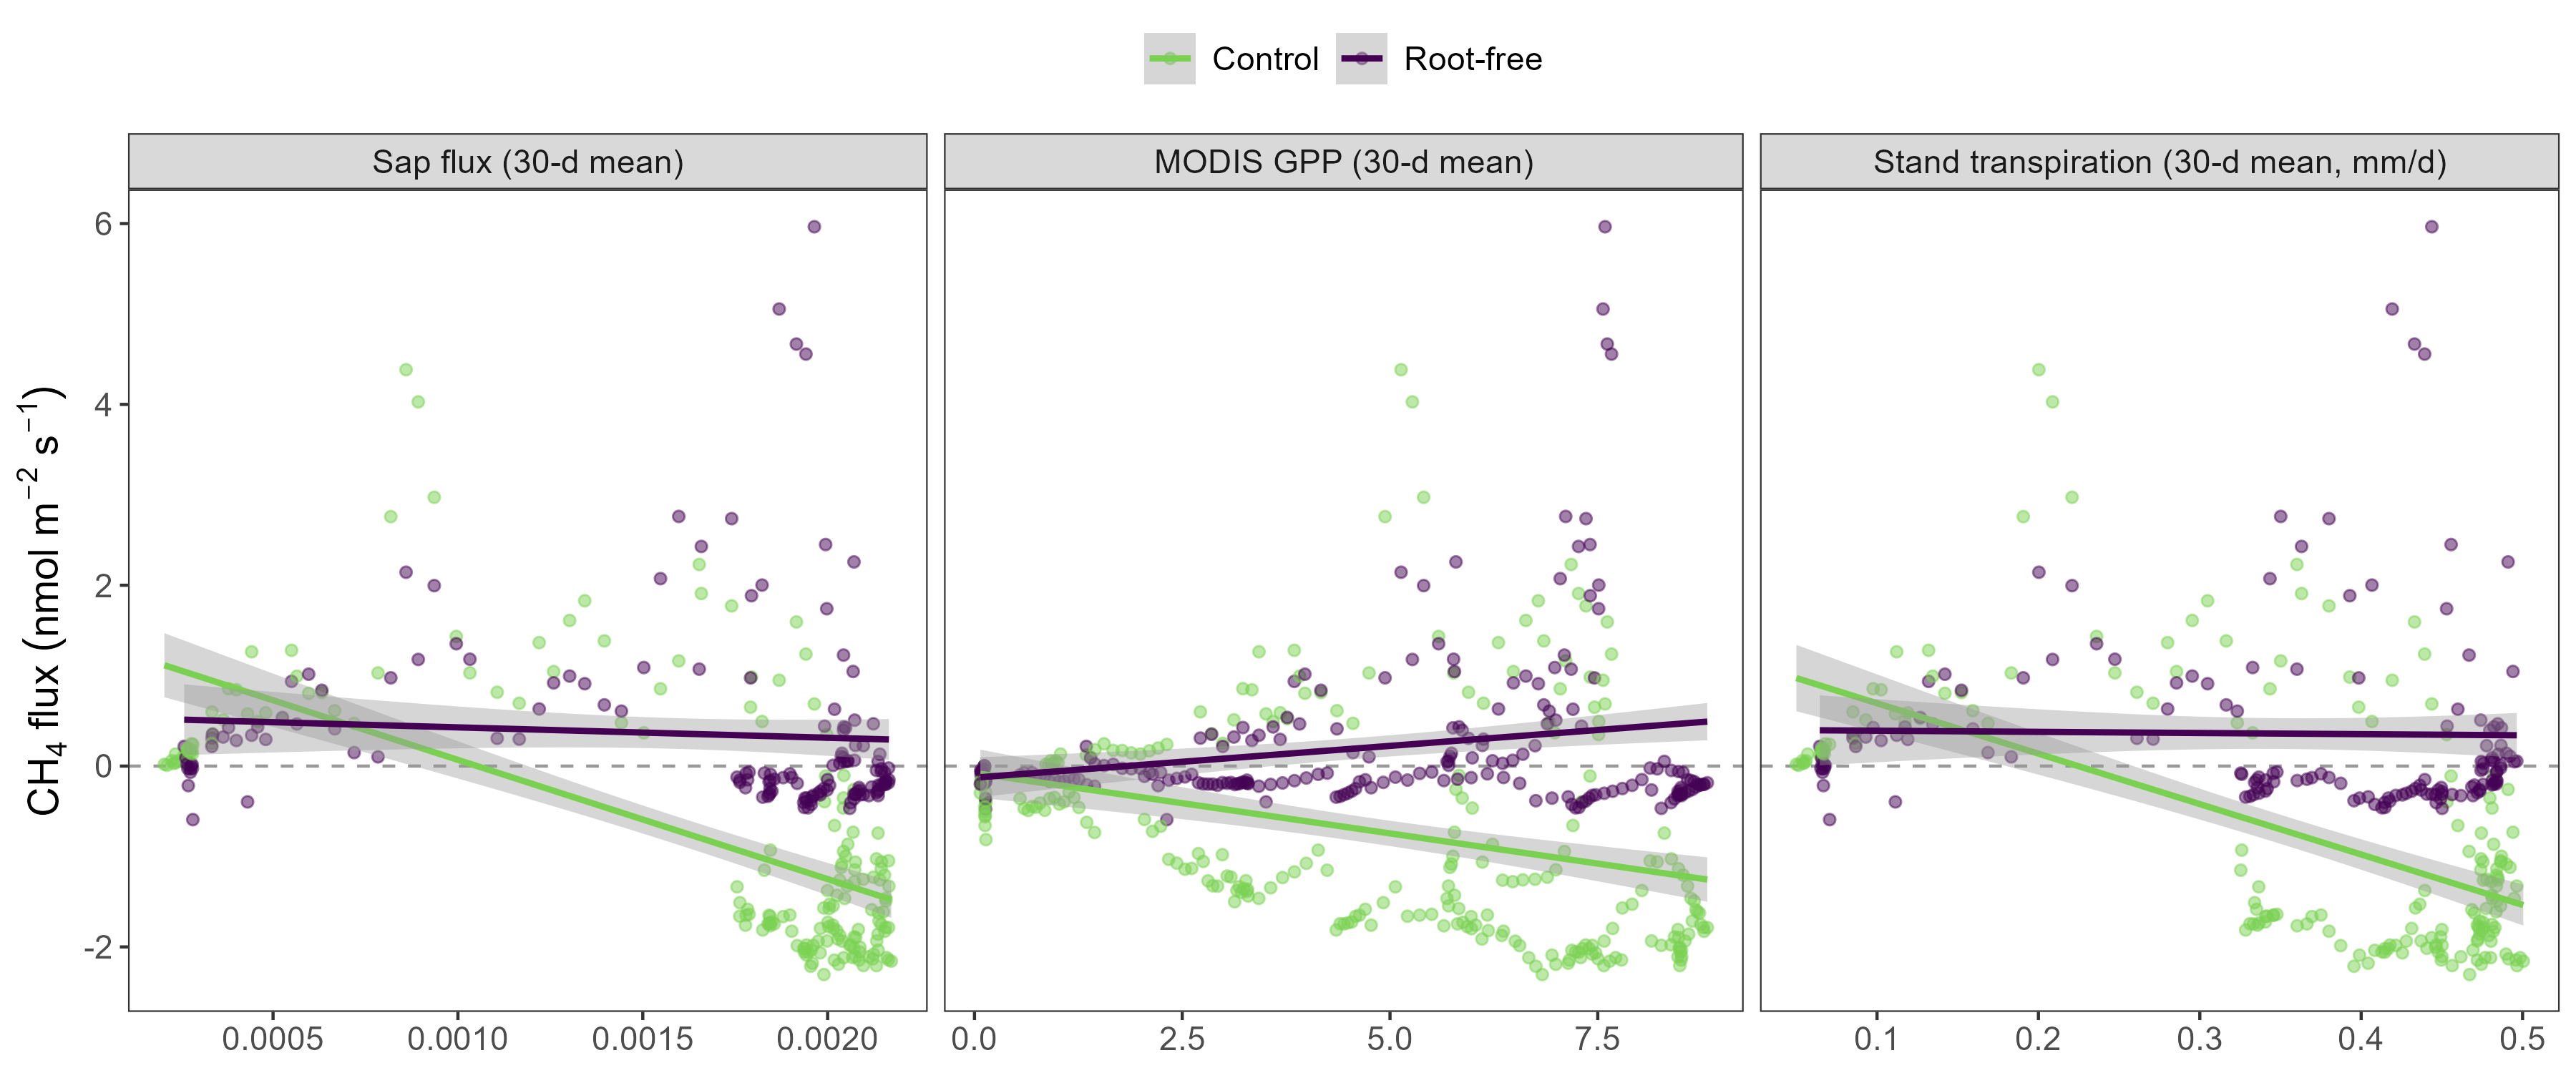 Control Root-free
Sap flux (30-d mean) MODIS GPP (30-d mean) Stand transpiration (30-d mean, mm/d)
CH₄ flux (nmol m⁻² s⁻¹)
6
4
2
0
-2
0.0005 0.0010 0.0015 0.0020 0.0 2.5 5.0 7.5 0.1 0.2 0.3 0.4 0.5